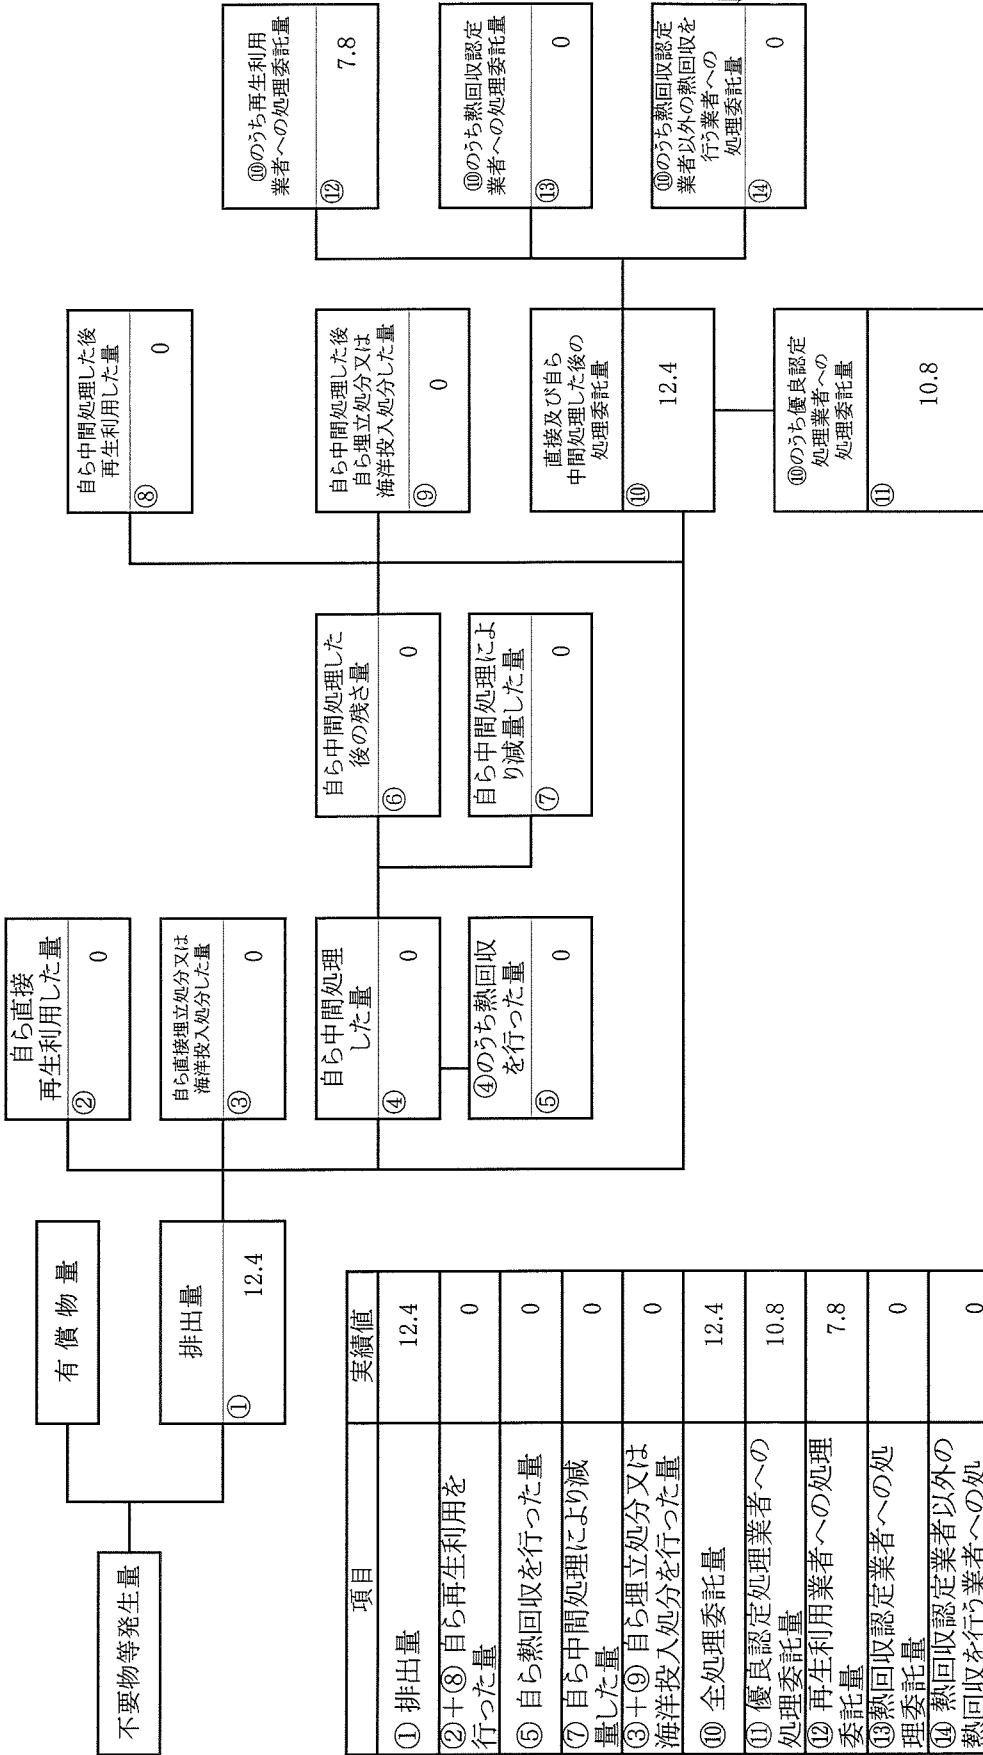 不要物等発生量
有償物量
排出量
① 12.4
自ら直接
再生利用した量
② 0
自ら直接埋立処分又は
海洋投入処分した量
③ 0
自ら中間処理
した量
④ 0
④のうち熱回収
を行った量
⑤ 0
自ら中間処理した
後の残さ量
⑥ 0
自ら中間処理によ
り減量した量
⑦ 0
自ら中間処理した後
再生利用した量
⑧ 0
自ら中間処理した後
自ら埋立処分又は
海洋投入処分した量
⑨ 0
直接及び自ら
中間処理した後の
処理委託量
⑩ 12.4
⑩のうち優良認定
処理業者への
処理委託量
⑪ 10.8
⑩のうち再生利用
業者への処理委託量
⑫ 7.8
⑩のうち熱回収認定
業者への処理委託量
⑬ 0
⑩のうち熱回収認定
業者以外の熱回収を
行う業者への
処理委託量
⑭ 0
項目 実績値
① 排出量 12.4
②+⑧ 自ら再生利用を
行った量 0
⑤ 自ら熱回収を行った量 0
⑦ 自ら中間処理により減
量した量 0
③+⑨ 自ら埋立処分又は
海洋投入処分を行った量 0
⑩ 全処理委託量 12.4
⑪ 優良認定処理業者への
処理委託量 10.8
⑫ 再生利用業者への処理
委託量 7.8
⑬熱回収認定業者への処
理委託量 0
⑭ 熱回収認定業者以外の
熱回収を行う業者への処 0